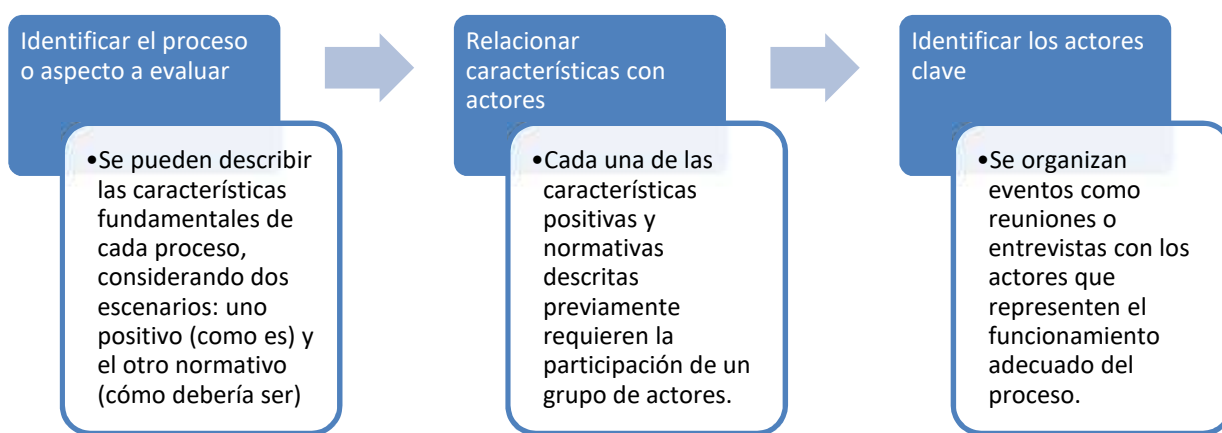 Identificar el proceso
o aspecto a evaluar
•Se pueden describir
las características
fundamentales de
cada proceso,
considerando dos
escenarios: uno
positivo (como es) y
el otro normativo
(cómo debería ser)
Relacionar
características con
actores
•Cada una de las
características
positivas y
normativas
descritas
previamente
requieren la
participación de un
grupo de actores.
Identificar los actores
clave
•Se organizan
eventos como
reuniones o
entrevistas con los
actores que
representen el
funcionamiento
adecuado del
proceso.